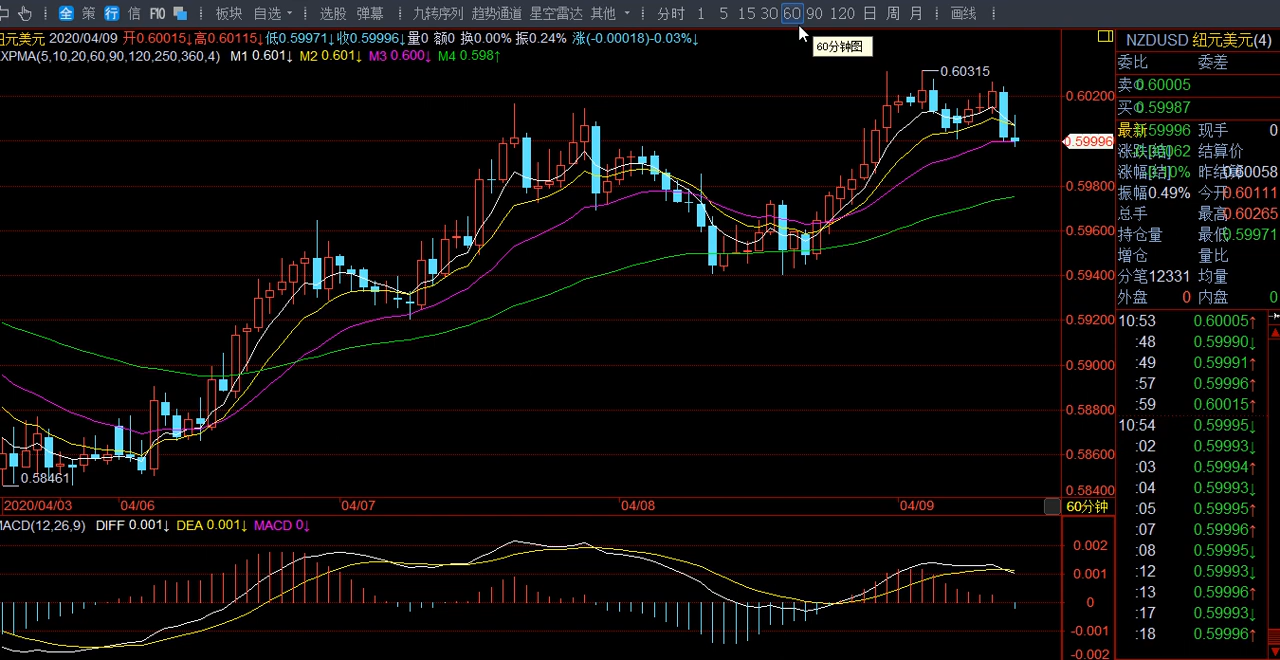 全 策 行 信 F10 板块 自选 选股 弹幕 九转序列 趋势通道 星空雷达 其他 分时 1 5 15 30 60 90 120 日 周 月 画线
60分钟图
纽元美元 2020/04/09 开0.60015↓高0.60115↓低0.59971↓收0.59996↓量0 额0 换0.00% 振0.24% 涨(-0.00018)-0.03%↓
XPMA(5,10,20,60,90,120,250,360,4) M1 0.601↓ M2 0.601↓ M3 0.600↓ M4 0.598↑
0.60315
0.58461
0.60200
0.59996
0.59800
0.59600
0.59400
0.59200
0.59000
0.58800
0.58600
0.58400
2020/04/03 04/06 04/07 04/08 04/09 60分钟
MACD(12,26,9) DIFF 0.001↓ DEA 0.001↓ MACD 0↓
0.002
0.001
0
-0.001
-0.002
NZDUSD 纽元美元(4)
委比 委差
卖 0.60005
买 0.59987
最新 59996 现手 0
涨跌[结] 062 结算价
涨幅[结] 0% 昨结算 0.60058
振幅 0.49% 今开 0.60111
总手 最高 0.60265
持仓量 最低 0.59971
增仓 量比
分笔 12331 均量
外盘 0 内盘 0
10:53 0.60005↑
:48 0.59990↓
:49 0.59991↑
:57 0.59996↑
:59 0.60015↑
10:54 0.59995↓
:02 0.59993↓
:03 0.59994↑
:04 0.59993↓
:05 0.59995↑
:07 0.59996↑
:08 0.59995↓
:12 0.59993↓
:13 0.59996↑
:17 0.59993↓
:18 0.59996↑